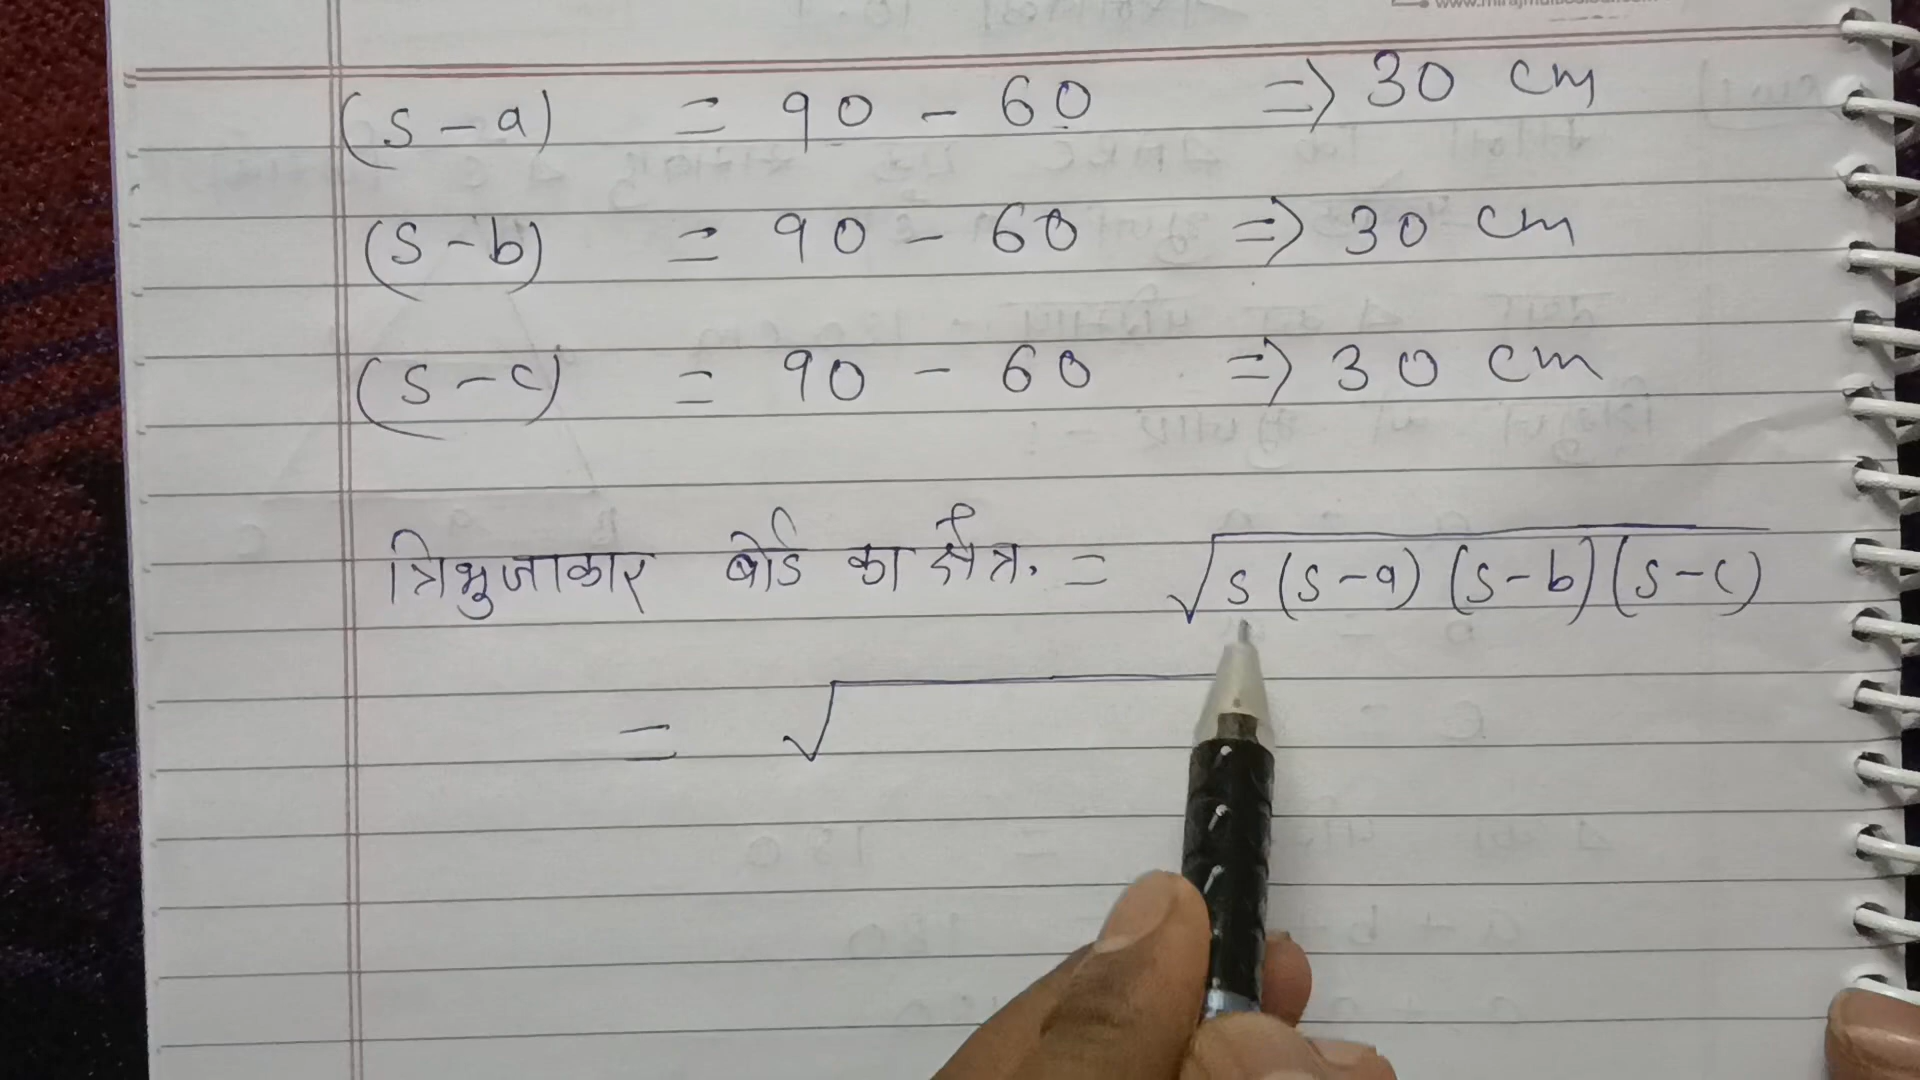 (s - a) = 90 - 60 => 30 cm
(s - b) = 90 - 60 => 30 cm
(s - c) = 90 - 60 => 30 cm
त्रिभुजाकार बोर्ड का क्षेत्र. = √s(s-a)(s-b)(s-c)
= √